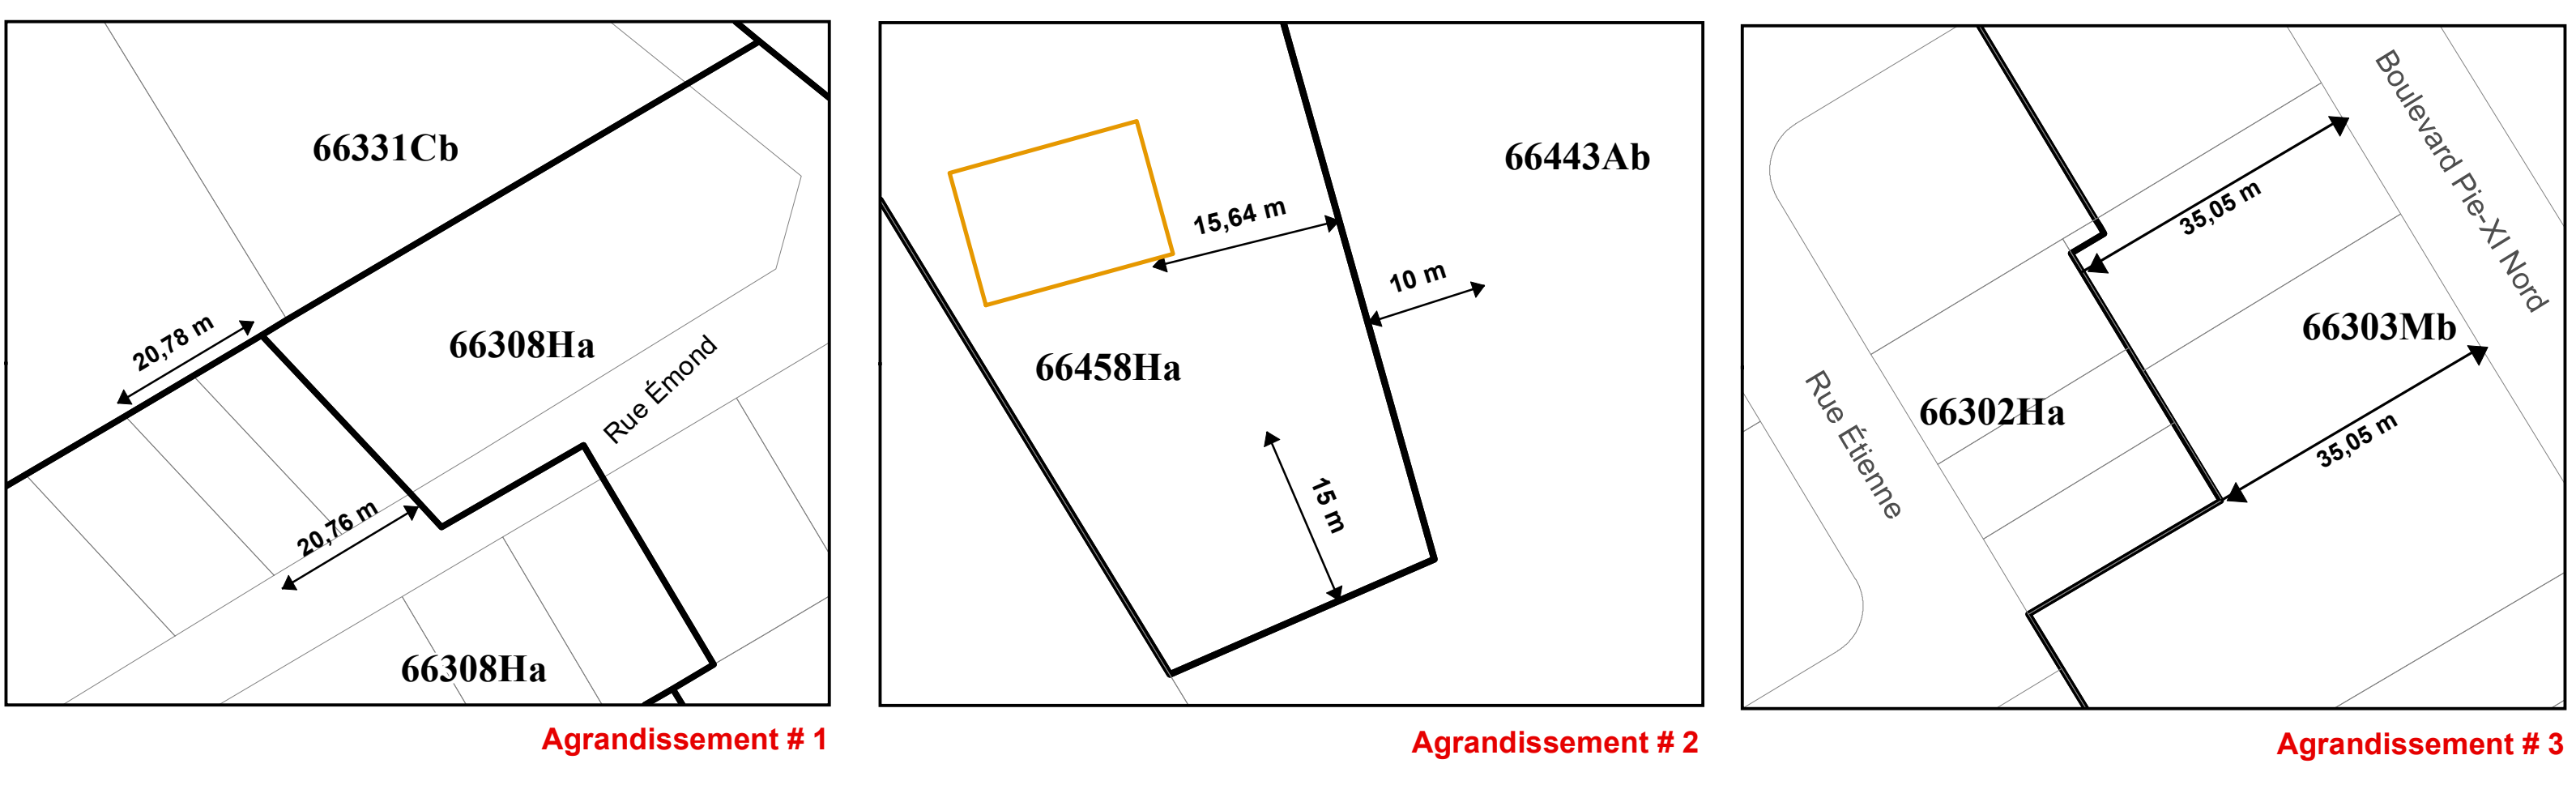 66331Cb
20,78 m
66308Ha
Rue Émond
20,76 m
66308Ha
Agrandissement # 1
66443Ab
15,64 m
10 m
66458Ha
15 m
Agrandissement # 2
Boulevard Pie-XI Nord
35,05 m
66303Mb
66302Ha
Rue Étienne
35,05 m
Agrandissement # 3